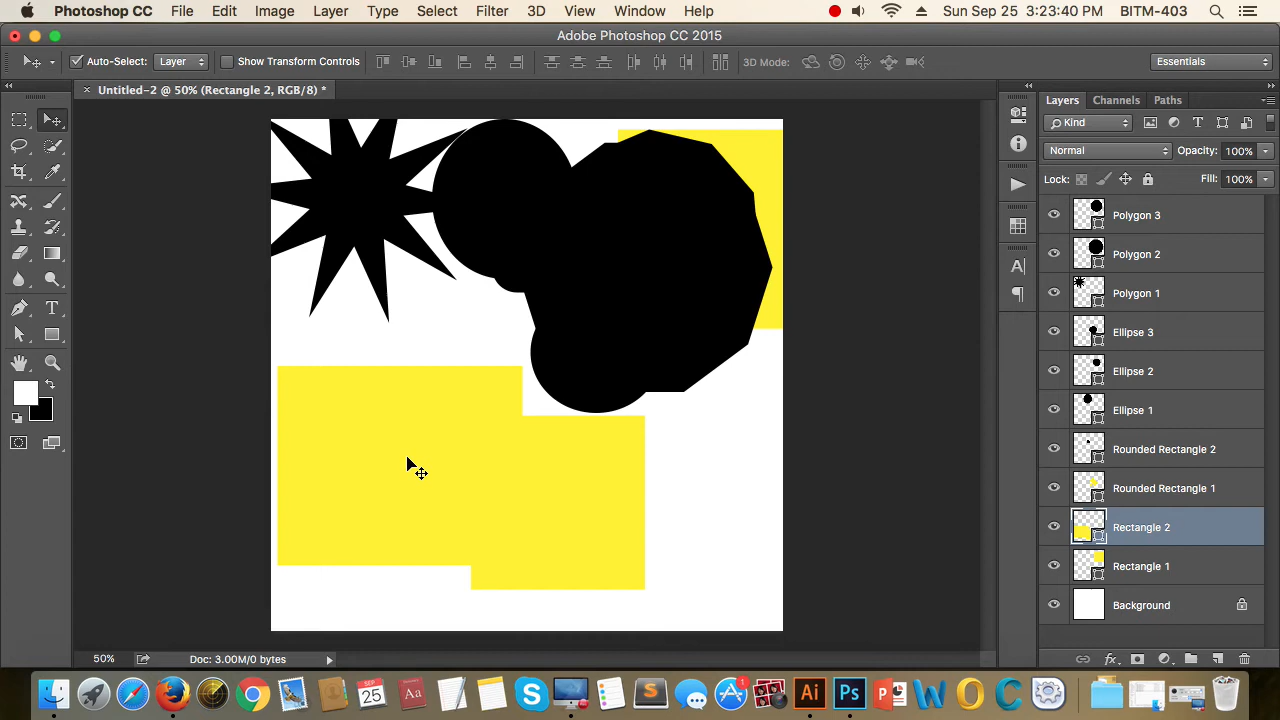 Photoshop CC File Edit Image Layer Type Select Filter 3D View Window Help Sun Sep 25 3:23:40 PM BITM-403
Adobe Photoshop CC 2015
Auto-Select: Layer Show Transform Controls 3D Mode: Essentials
Untitled-2 @ 50% (Rectangle 2, RGB/8) *
Layers Channels Paths
Kind
Normal Opacity: 100%
Lock: Fill: 100%
Polygon 3
Polygon 2
Polygon 1
Ellipse 3
Ellipse 2
Ellipse 1
Rounded Rectangle 2
Rounded Rectangle 1
Rectangle 2
Rectangle 1
Background
50% Doc: 3.00M/0 bytes